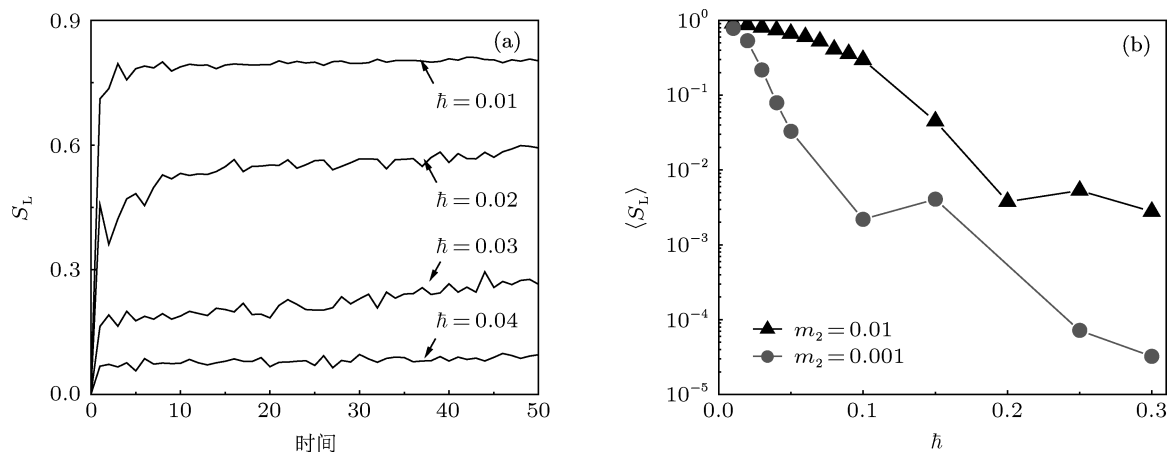 (a)
0.9
0.6
0.3
0.0
S_L
ħ = 0.01
ħ = 0.02
ħ = 0.03
ħ = 0.04
0 10 20 30 40 50
时间
(b)
10^0
10^-1
10^-2
10^-3
10^-4
10^-5
⟨S_L⟩
m_2 = 0.01
m_2 = 0.001
0.0 0.1 0.2 0.3
ħ